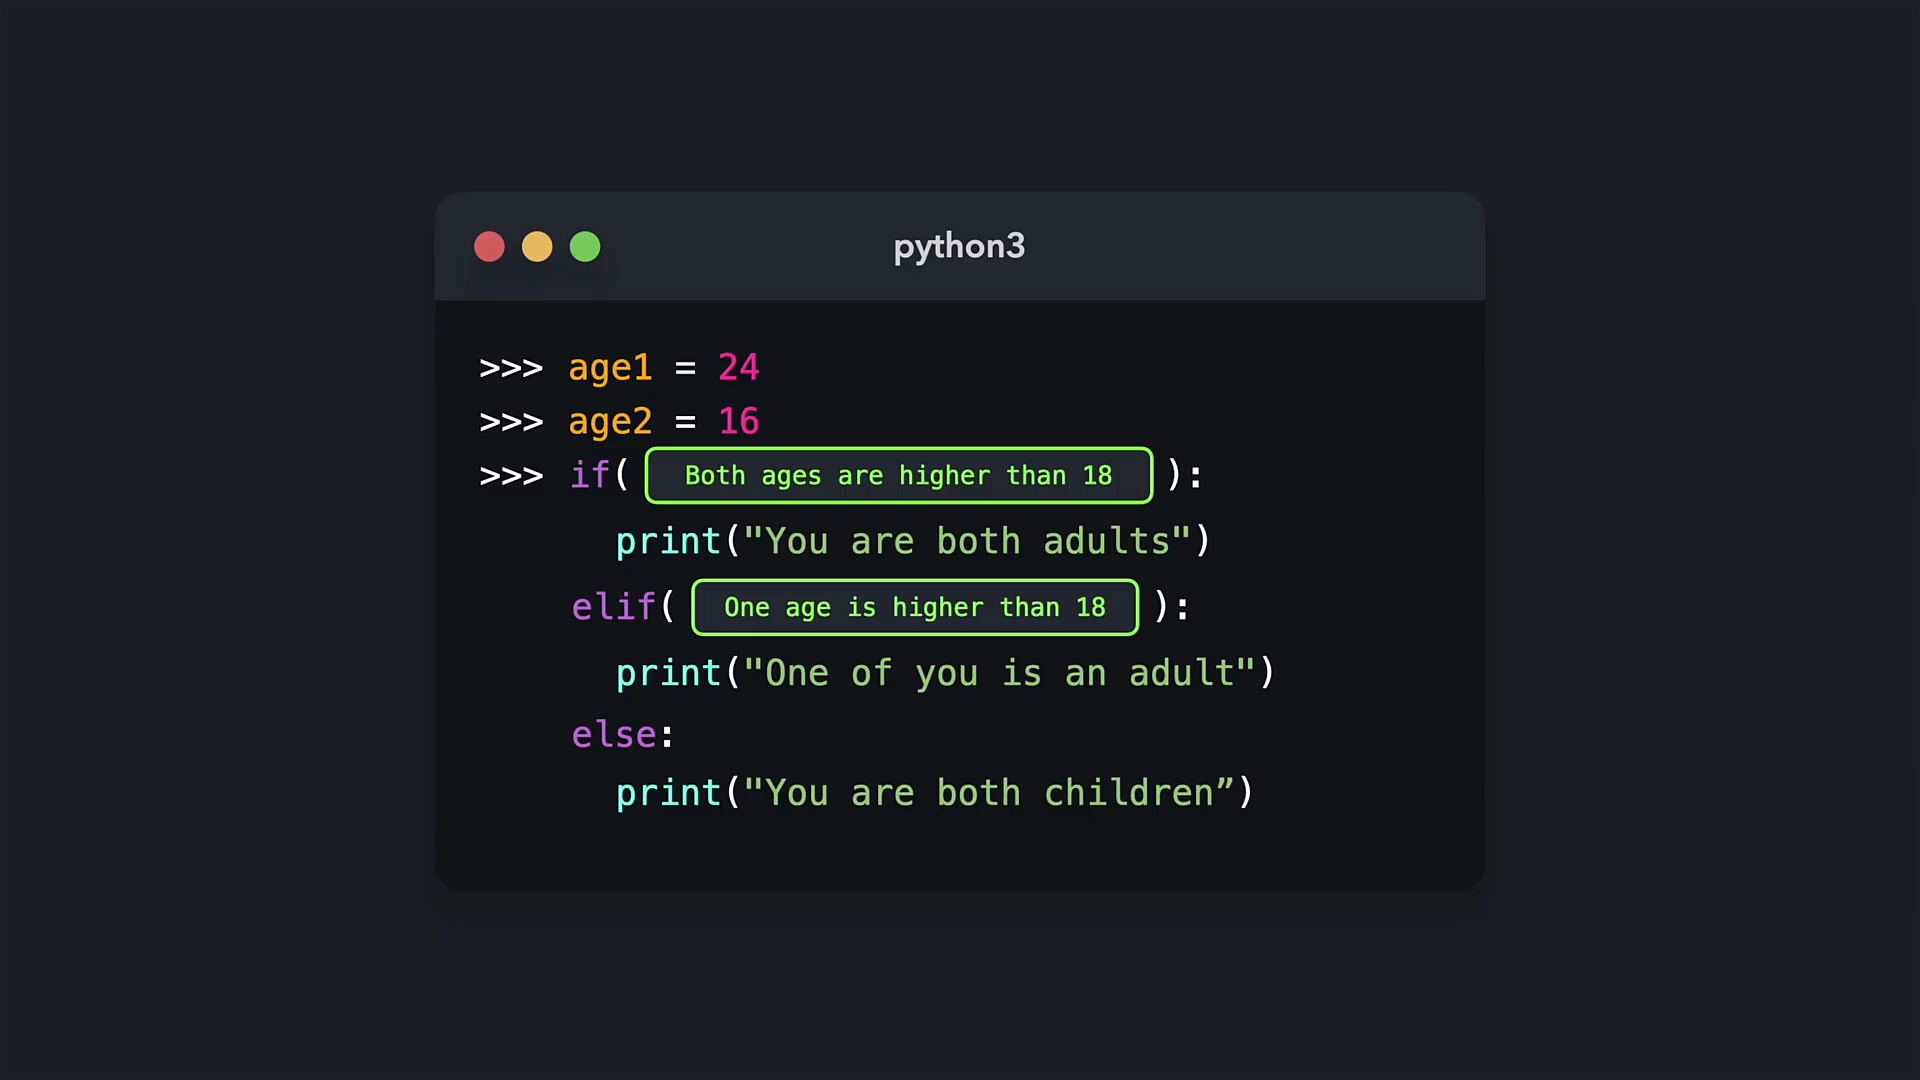 python3
>>> age1 = 24
>>> age2 = 16
>>> if( Both ages are higher than 18 ):
print("You are both adults")
elif( One age is higher than 18 ):
print("One of you is an adult")
else:
print("You are both children”)